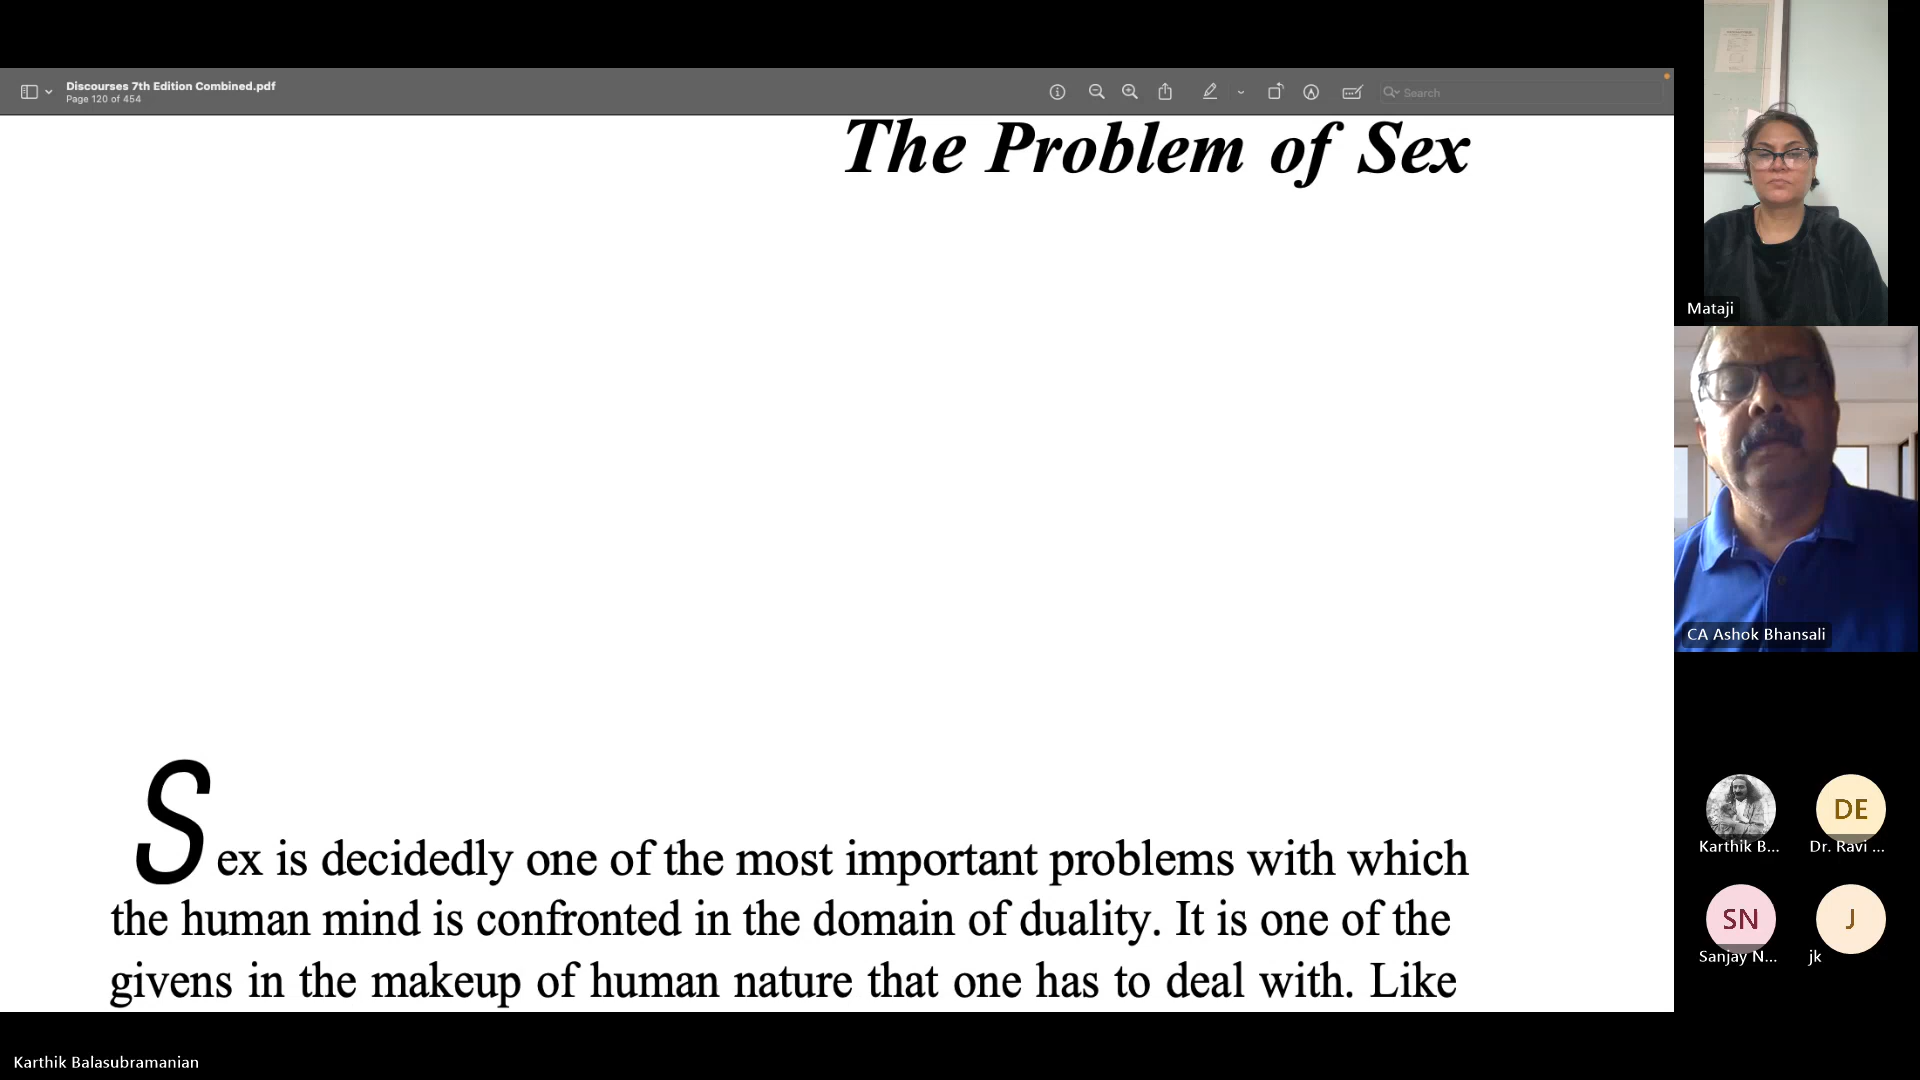 Discourses 7th Edition Combined.pdf
Page 120 of 454
Search
The Problem of Sex
Sex is decidedly one of the most important problems with which
the human mind is confronted in the domain of duality. It is one of the
givens in the makeup of human nature that one has to deal with. Like
Mataji
CA Ashok Bhansali
Karthik B...
DE
Dr. Ravi ...
SN
Sanjay N...
J
jk
Karthik Balasubramanian